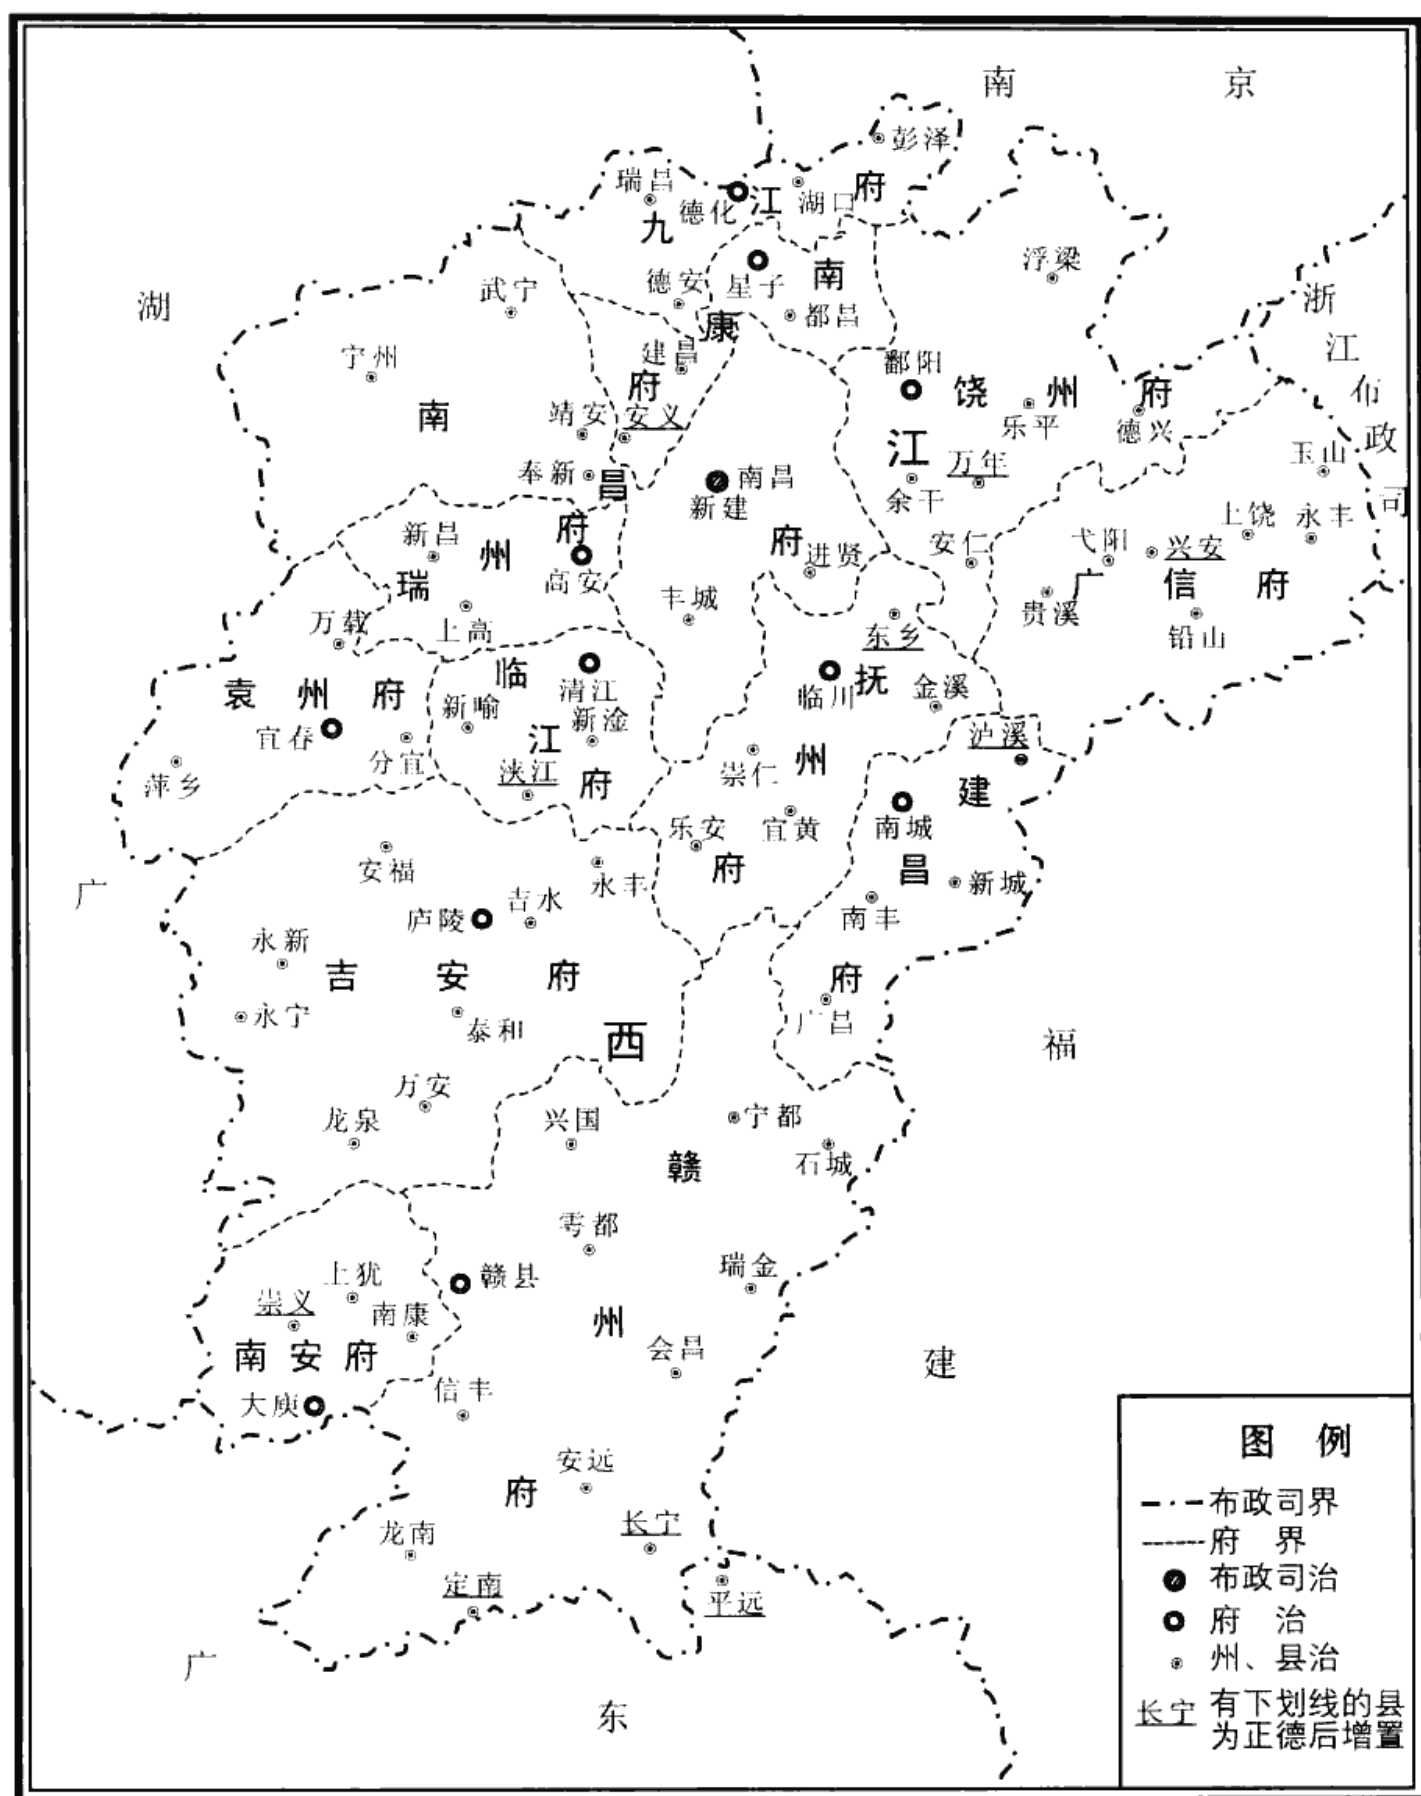 南 京
彭泽
府
瑞昌
德化
江
湖口
九
浮梁
武宁
德安
星子
南
都昌
康
湖
浙
江
布
政
司
宁州
建昌
府
鄱阳
饶 州 府
南
靖安
安义
乐平
德兴
江
玉山
奉新
昌
南昌
新建
余干
万年
上饶
永丰
新昌
州
府
高安
瑞
府
进贤
安仁
弋阳
兴安
广 信 府
贵溪
铅山
万载
上高
丰城
东乡
袁 州 府
临
清江
新喻
新淦
江
府
临川
抚
金溪
宜春
分宜
萍乡
浃江
崇仁
州
泸溪
建
南城
昌
新城
南丰
府
广昌
乐安
宜黄
府
广
安福
永丰
庐陵
吉水
永新
吉 安 府
永宁
泰和
西
福
万安
龙泉
兴国
宁都
石城
赣
雩都
瑞金
上犹
崇义
南康
赣县
南安府
大庾
州
会昌
建
信丰
安远
府
龙南
长宁
定南
平远
广
东
图 例
布政司界
府 界
布政司治
府 治
州、县治
长宁 有下划线的县
为正德后增置